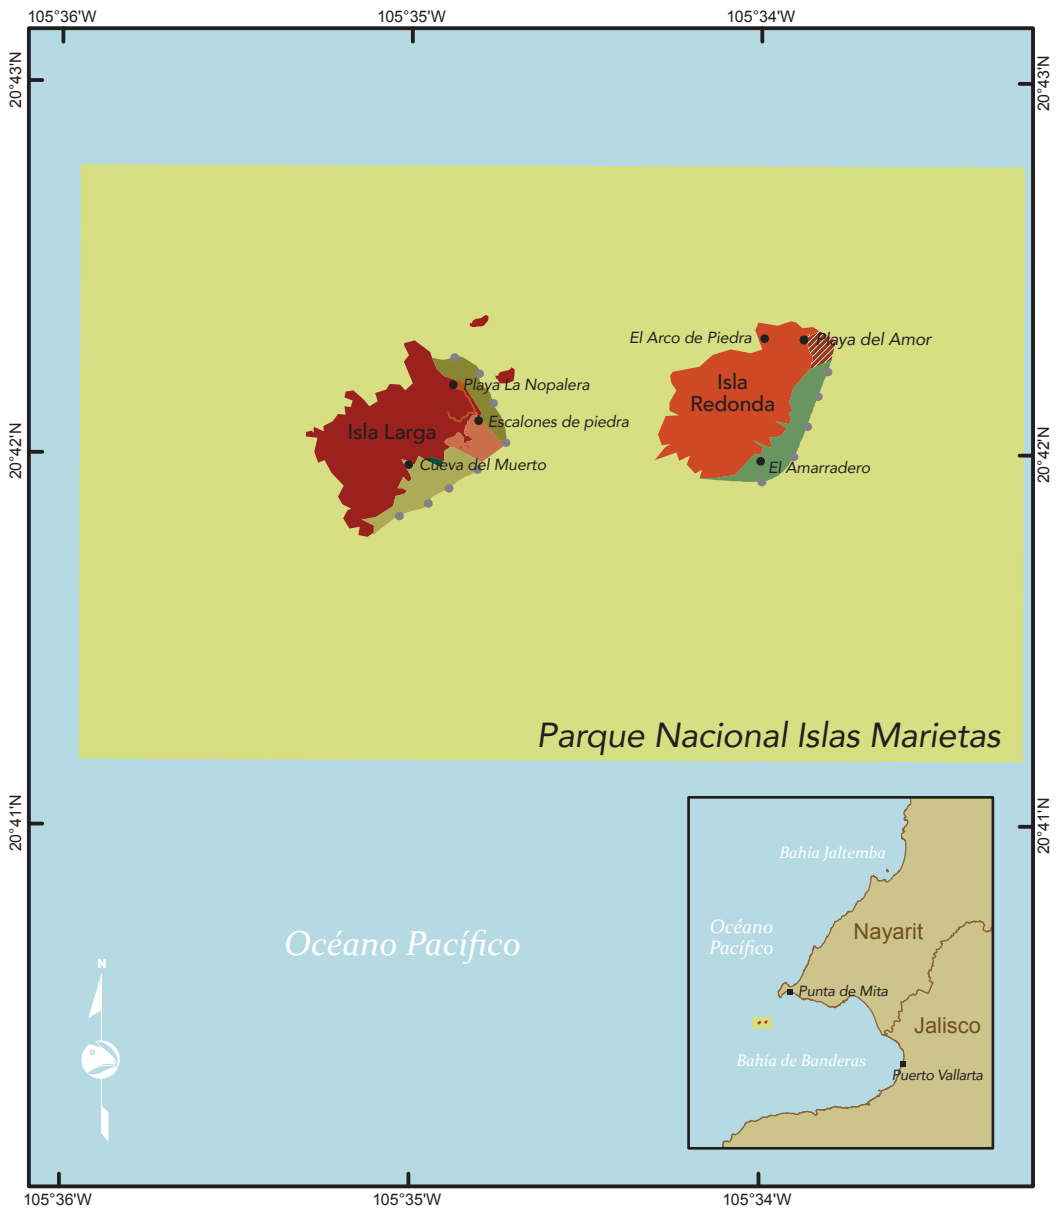 105°36'W
105°35'W
105°34'W
20°43'N
20°43'N
El Arco de Piedra
Playa del Amor
Isla
Redonda
Playa La Nopalera
Escalones de piedra
Isla Larga
20°42'N
20°42'N
Cueva del Muerto
El Amarradero
Parque Nacional Islas Marietas
20°41'N
20°41'N
Bahía Jaltemba
Océano
Pacífico
Nayarit
Océano Pacífico
N
Punta de Mita
Jalisco
Bahía de Banderas
Puerto Vallarta
105°36'W
105°35'W
105°34'W